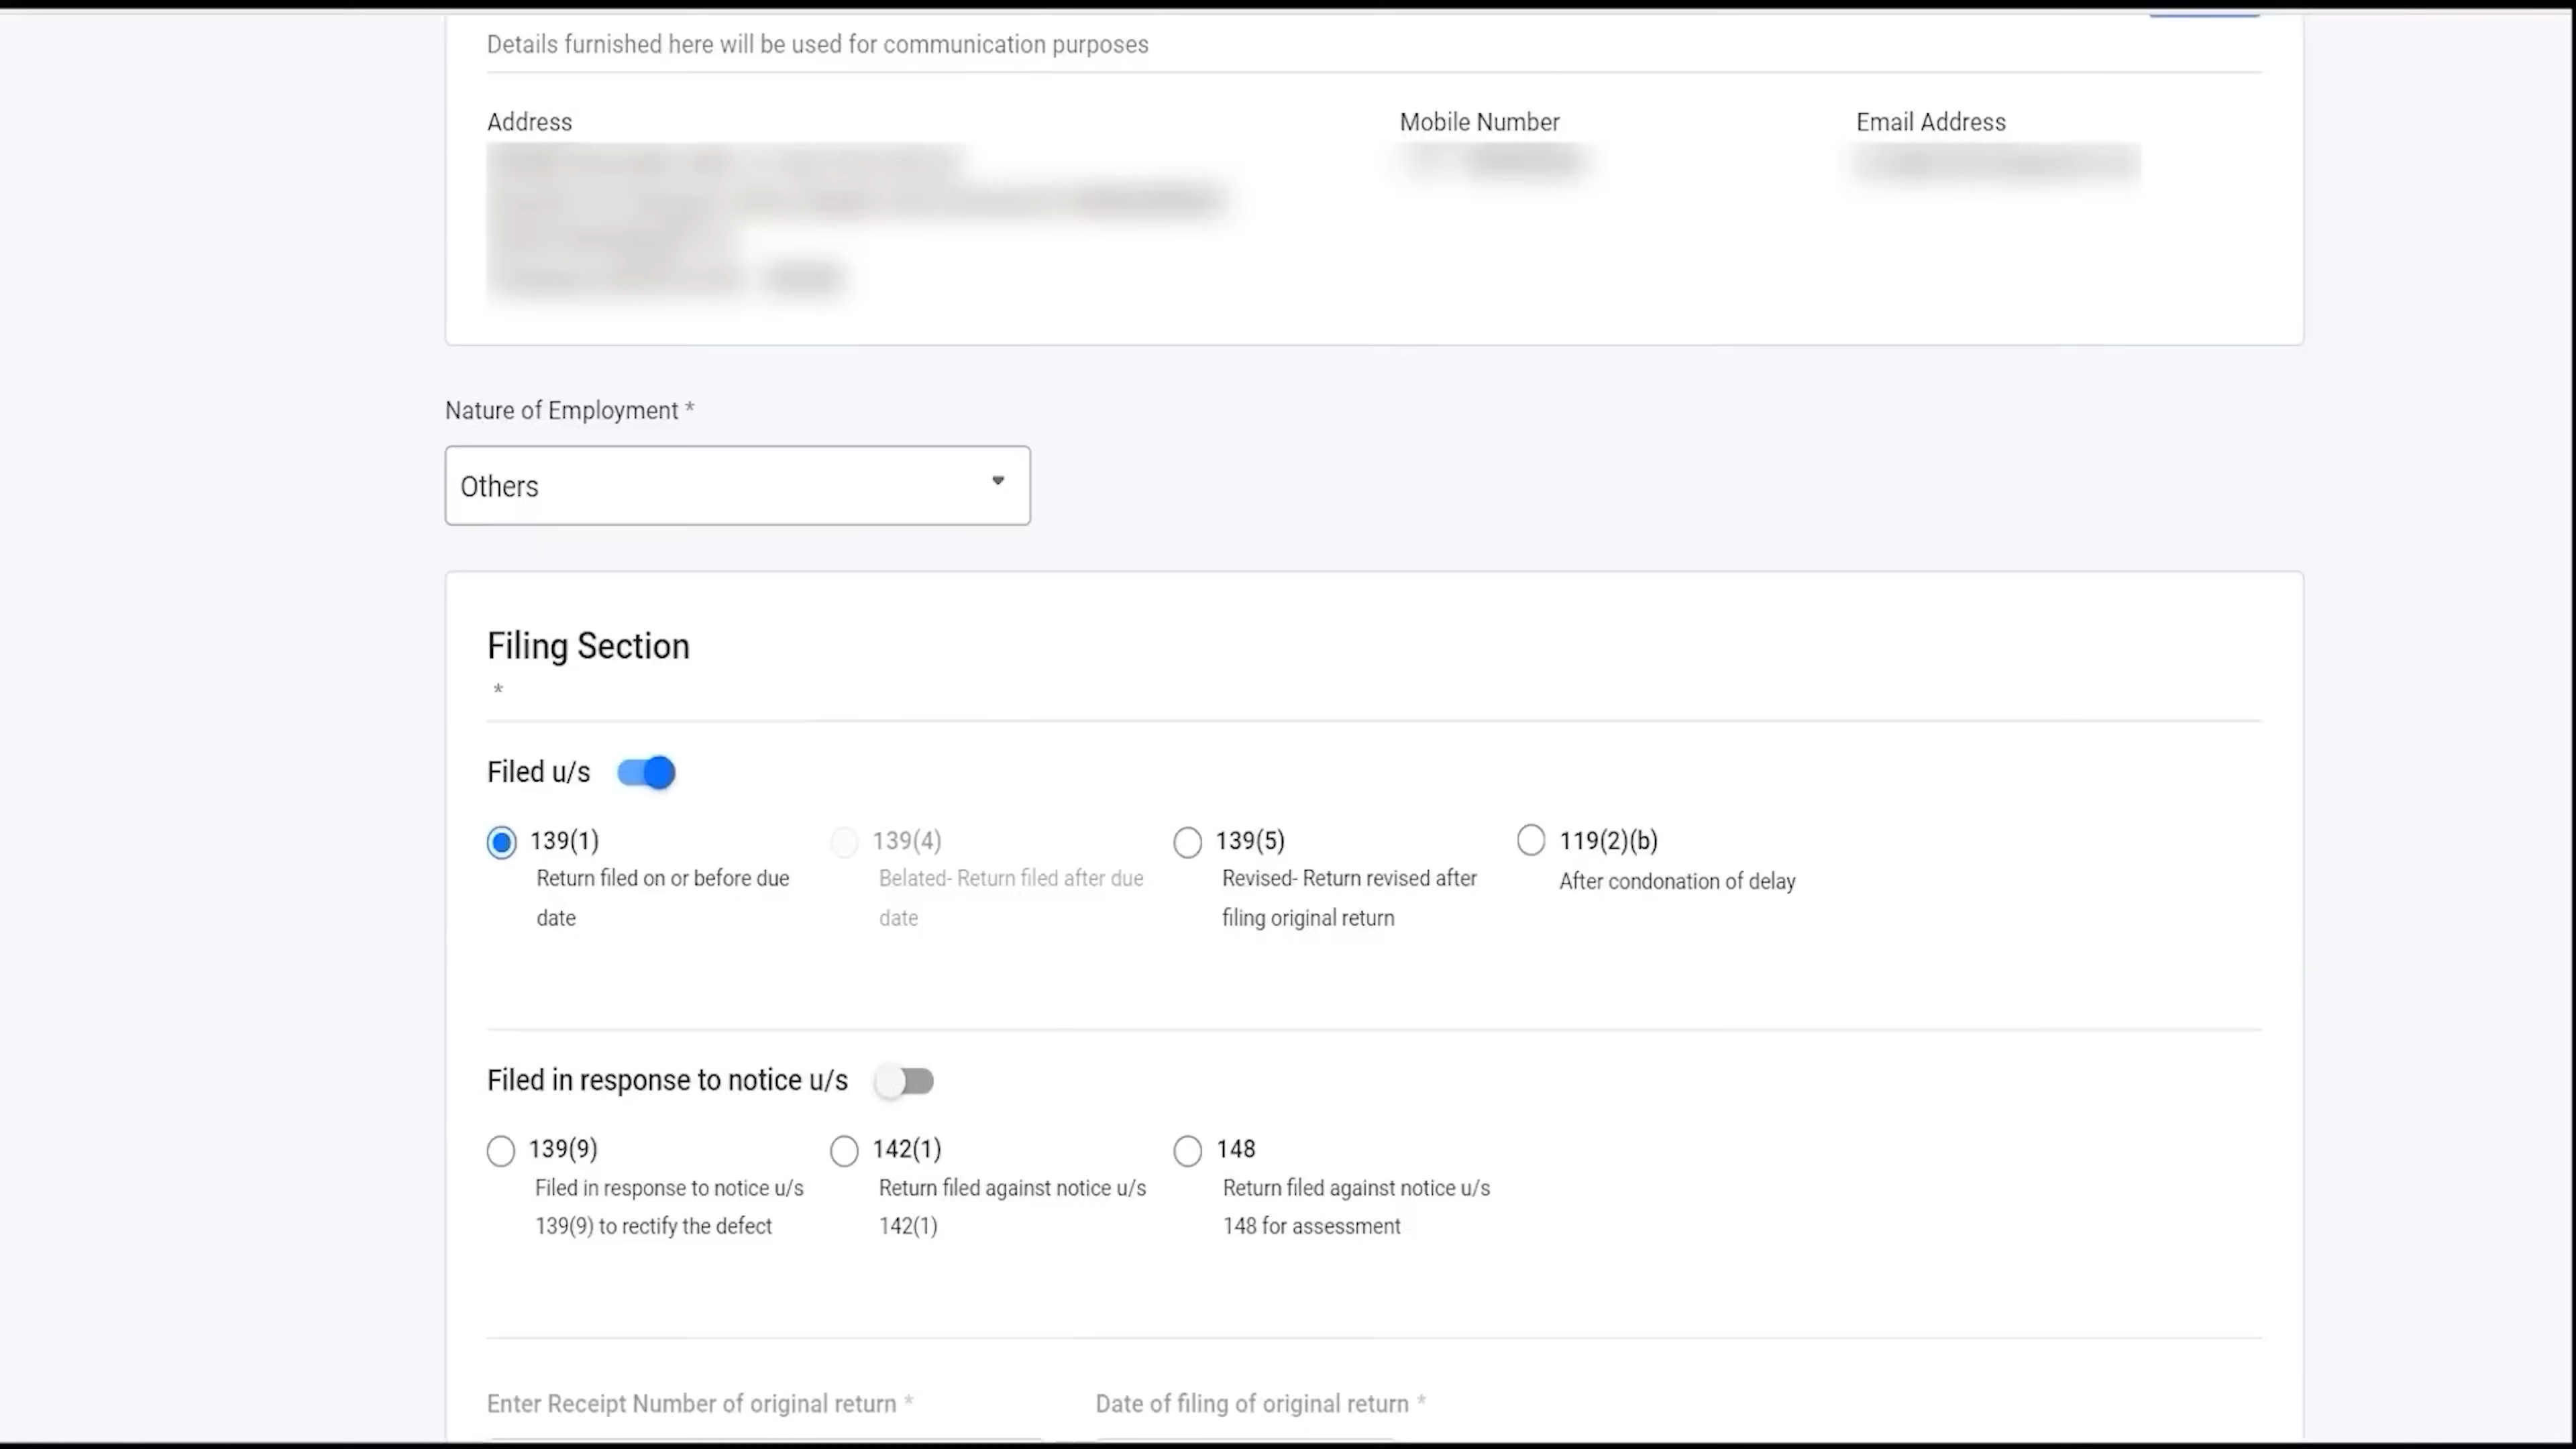 Details furnished here will be used for communication purposes
Address
Mobile Number
Email Address
Nature of Employment *
Others
Filing Section
*
Filed u/s
139(1)
Return filed on or before due
date
139(4)
Belated- Return filed after due
date
139(5)
Revised- Return revised after
filing original return
119(2)(b)
After condonation of delay
Filed in response to notice u/s
139(9)
Filed in response to notice u/s
139(9) to rectify the defect
142(1)
Return filed against notice u/s
142(1)
148
Return filed against notice u/s
148 for assessment
Enter Receipt Number of original return *
Date of filing of original return *